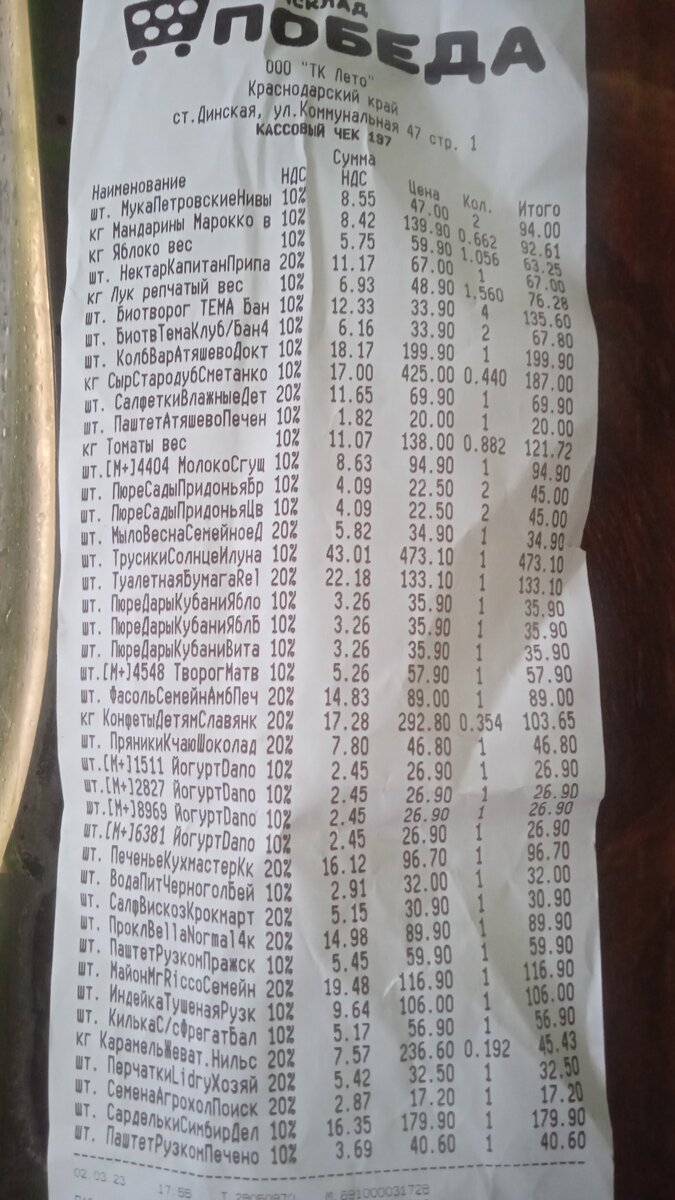 СКЛАД
ПОБЕДА
ООО "ТК Лето"
Краснодарский край
ст.Динская, ул.Коммунальная 47 стр. 1
КАССОВЫЙ ЧЕК 197
Наименование НДС Сумма НДС Цена Кол. Итого
шт. МукаПетровскиеНивы 10% 8.55 47.00 2 94.00
кг Мандарины Марокко в 10% 8.42 139.90 0.662 92.61
кг Яблоко вес 10% 5.75 59.90 1.056 63.25
шт. НектарКапитанПрипа 20% 11.17 67.00 1 67.00
кг Лук репчатый вес 10% 6.93 48.90 1.560 76.28
шт. Биотворог ТЕМА Бан 10% 12.33 33.90 4 135.60
шт. БиотвТемаКлуб/Бан4 10% 6.16 33.90 2 67.80
шт. КолбВарАтяшевоДокт 10% 18.17 199.90 1 199.90
кг СырСтародубСметанко 10% 17.00 425.00 0.440 187.00
шт. СалфеткиВлажныеДет 20% 11.65 69.90 1 69.90
шт. ПаштетАтяшевоПечен 10% 1.82 20.00 1 20.00
кг Томаты вес 10% 11.07 138.00 0.882 121.72
шт.[М+]4404 МолокоСгущ 10% 8.63 94.90 1 94.90
шт. ПюреСадыПридоньяБр 10% 4.09 22.50 2 45.00
шт. ПюреСадыПридоньяЦв 10% 4.09 22.50 2 45.00
шт. МылоВеснаСемейноеД 20% 5.82 34.90 1 34.90
шт. ТрусикиСолнцеИлуна 10% 43.01 473.10 1 473.10
шт. ТуалетнаяБумагаRel 20% 22.18 133.10 1 133.10
шт. ПюреДарыКубаниЯбло 10% 3.26 35.90 1 35.90
шт. ПюреДарыКубаниЯблБ 10% 3.26 35.90 1 35.90
шт. ПюреДарыКубаниВита 10% 3.26 35.90 1 35.90
шт.[М+]4548 ТворогМатв 10% 5.26 57.90 1 57.90
шт. ФасольСемейнАмбПеч 20% 14.83 89.00 1 89.00
кг КонфетыДетямСлавянк 20% 17.28 292.80 0.354 103.65
шт. ПряникиКчаюШоколад 20% 7.80 46.80 1 46.80
шт.[М+]1511 ЙогуртDano 10% 2.45 26.90 1 26.90
шт.[М+]2827 ЙогуртDano 10% 2.45 26.90 1 26.90
шт.[М+]8969 ЙогуртDano 10% 2.45 26.90 1 26.90
шт.[М+]6381 ЙогуртDano 10% 2.45 26.90 1 26.90
шт. ПеченьеКухмастерКк 20% 16.12 96.70 1 96.70
шт. ВодаПитЧерноголБей 10% 2.91 32.00 1 32.00
шт. СалфВискозКрокмарт 20% 5.15 30.90 1 30.90
шт. ПроклBellaNormal4к 20% 14.98 89.90 1 89.90
шт. ПаштетРузкомПражск 10% 5.45 59.90 1 59.90
шт. МайонМrRiccoСемейн 20% 19.48 116.90 1 116.90
шт. ИндейкаТушенаяРузк 10% 9.64 106.00 1 106.00
шт. КилькаС/сФрегатБал 10% 5.17 56.90 1 56.90
кг КарамельЖеват.Нильс 20% 7.57 236.60 0.192 45.43
шт. ПерчаткиLidryХозяй 20% 5.42 32.50 1 32.50
шт. СеменаАгрохолПоиск 20% 2.87 17.20 1 17.20
шт. СарделькиСимбирДел 10% 16.35 179.90 1 179.90
шт. ПаштетРузкомПечено 10% 3.69 40.60 1 40.60
02.03.23 17:55